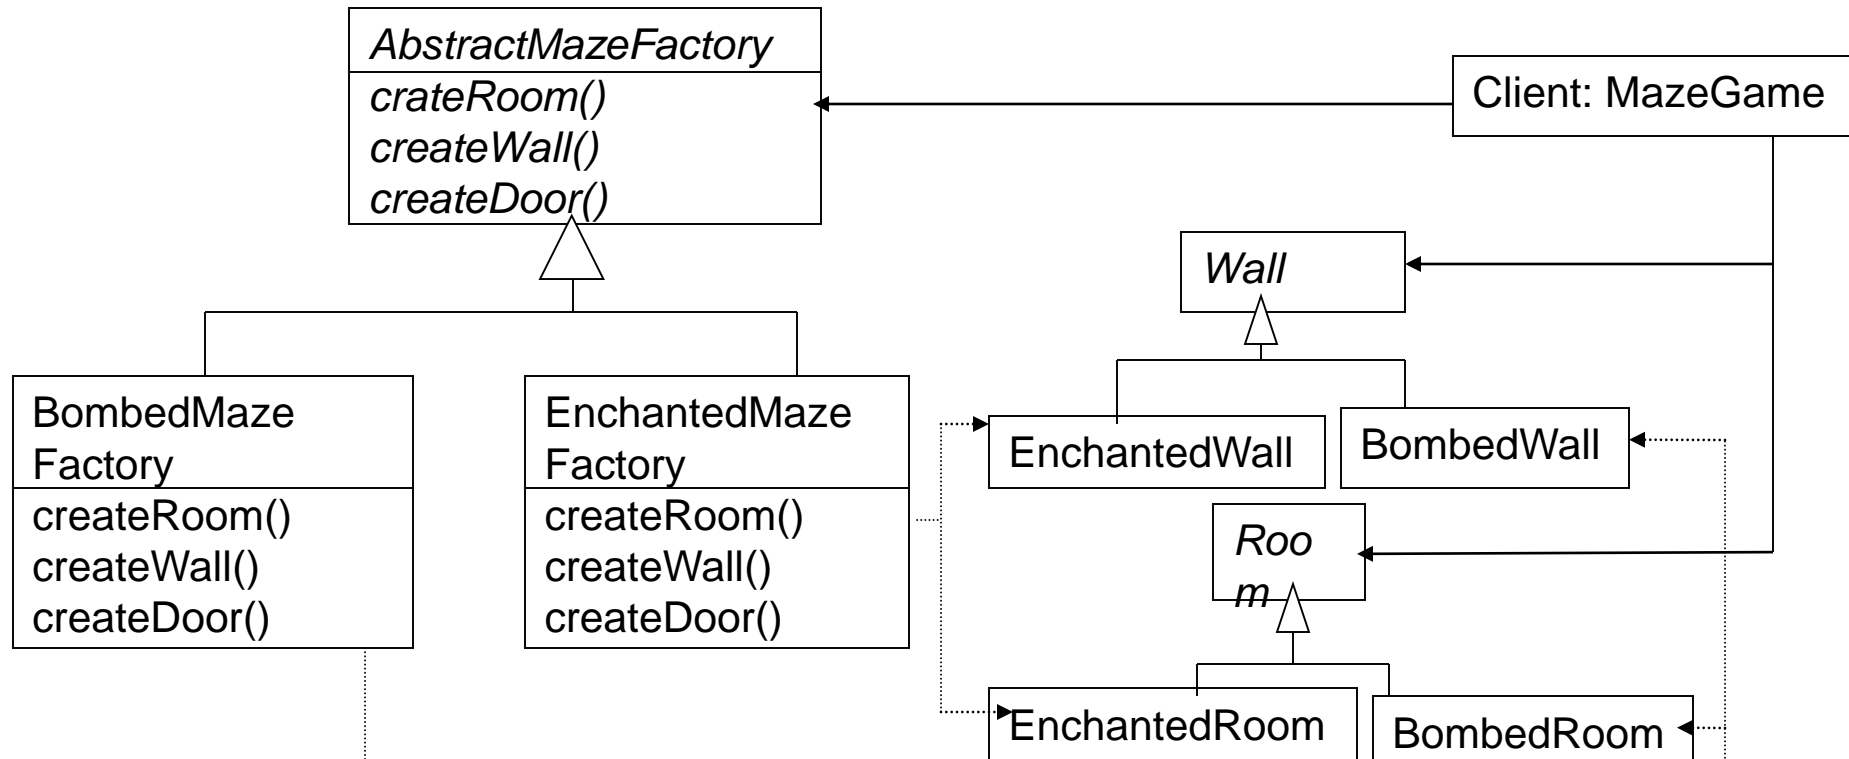 AbstractMazeFactory
crateRoom()
createWall()
createDoor()
Client: MazeGame
Wall
BombedMaze
Factory
createRoom()
createWall()
createDoor()
EnchantedMaze
Factory
createRoom()
createWall()
createDoor()
EnchantedWall
BombedWall
Roo
m
EnchantedRoom
BombedRoom